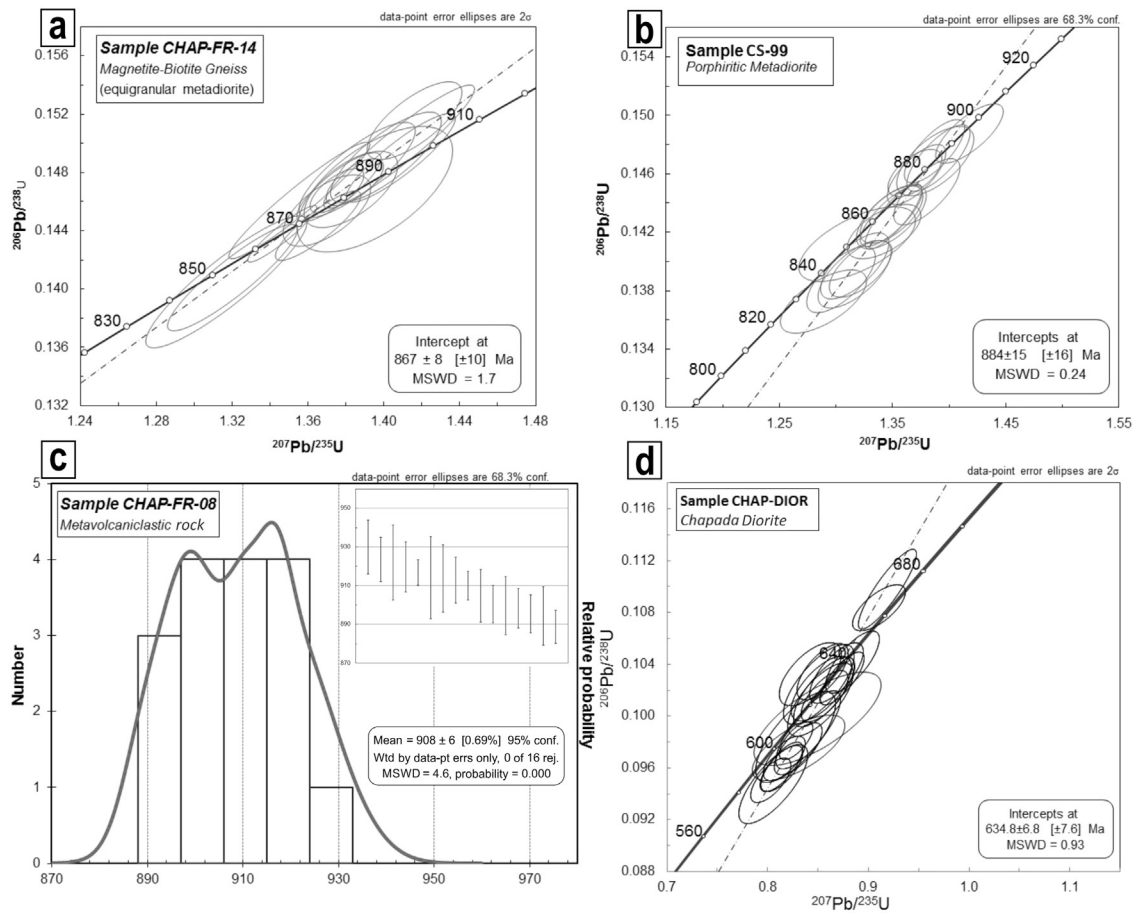 a
data-point error ellipses are 2σ
Sample CHAP-FR-14
Magnetite-Biotite Gneiss
(equigranular metadiorite)
0.156
0.152
0.148
0.144
0.140
0.136
0.132
206Pb/238U
910
890
870
850
830
Intercept at
867 ± 8 [±10] Ma
MSWD = 1.7
1.24
1.28
1.32
1.36
1.40
1.44
1.48
207Pb/235U
b
data-point error ellipses are 68.3% conf.
Sample CS-99
Porphiritic Metadiorite
0.154
0.150
0.146
0.142
0.138
0.134
0.130
206Pb/238U
920
900
880
860
840
820
800
Intercepts at
884±15 [±16] Ma
MSWD = 0.24
1.15
1.25
1.35
1.45
1.55
207Pb/235U
c
data-point error ellipses are 68.3% conf.
Sample CHAP-FR-08
Metavolcaniclastic rock
5
4
3
2
1
0
Number
950
930
910
890
870
Relative probability
Mean = 908 ± 6 [0.69%] 95% conf.
Wtd by data-pt errs only, 0 of 16 rej.
MSWD = 4.6, probability = 0.000
870
890
910
930
950
970
d
data-point error ellipses are 2σ
Sample CHAP-DIOR
Chapada Diorite
0.116
0.112
0.108
0.104
0.100
0.096
0.092
0.088
206Pb/238U
680
640
600
560
Intercepts at
634.8±6.8 [±7.6] Ma
MSWD = 0.93
0.7
0.8
0.9
1.0
1.1
207Pb/235U